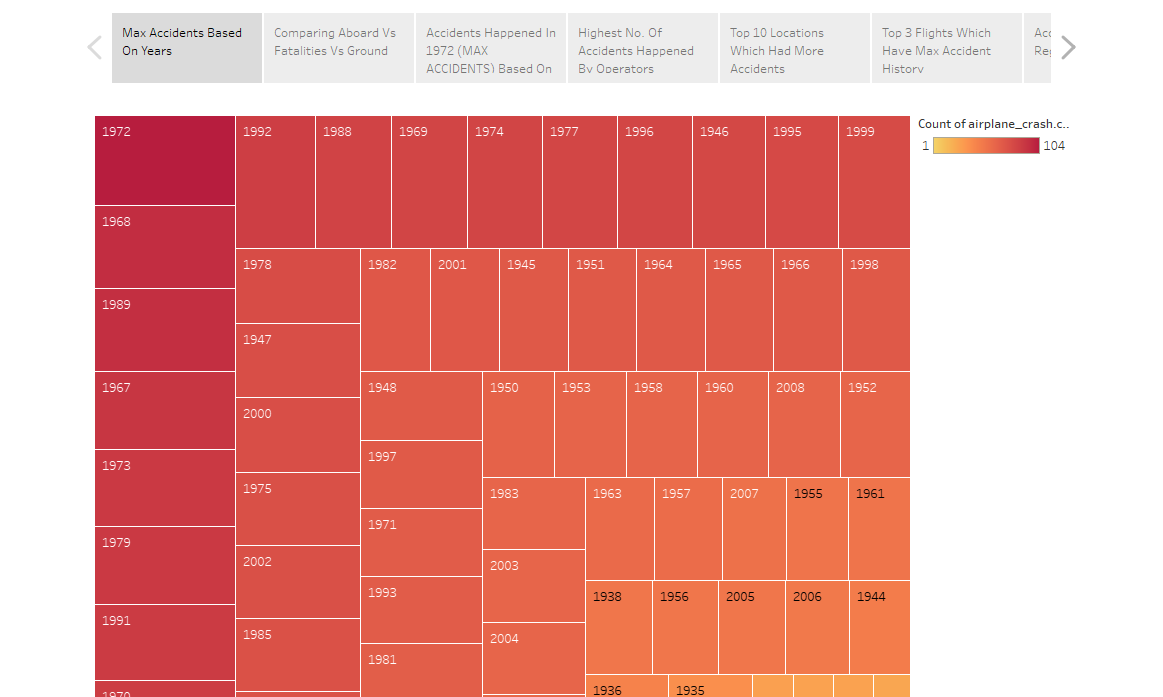 Max Accidents Based
On Years
Comparing Aboard Vs
Fatalities Vs Ground
Accidents Happened In
1972 (MAX
ACCIDENTS) Based On
Highest No. Of
Accidents Happened
By Operators
Top 10 Locations
Which Had More
Accidents
Top 3 Flights Which
Have Max Accident
History
Count of airplane_crash.c..
1 104
1972 1992 1988 1969 1974 1977 1996 1946 1995 1999
1968
1978 1982 2001 1945 1951 1964 1965 1966 1998
1989
1947
1967 1948 1950 1953 1958 1960 2008 1952
2000
1997
1973
1975 1983 1963 1957 2007 1955 1961
1971
1979
2002 2003
1993 1938 1956 2005 2006 1944
1991
1985 2004
1981
1970 1936 1935